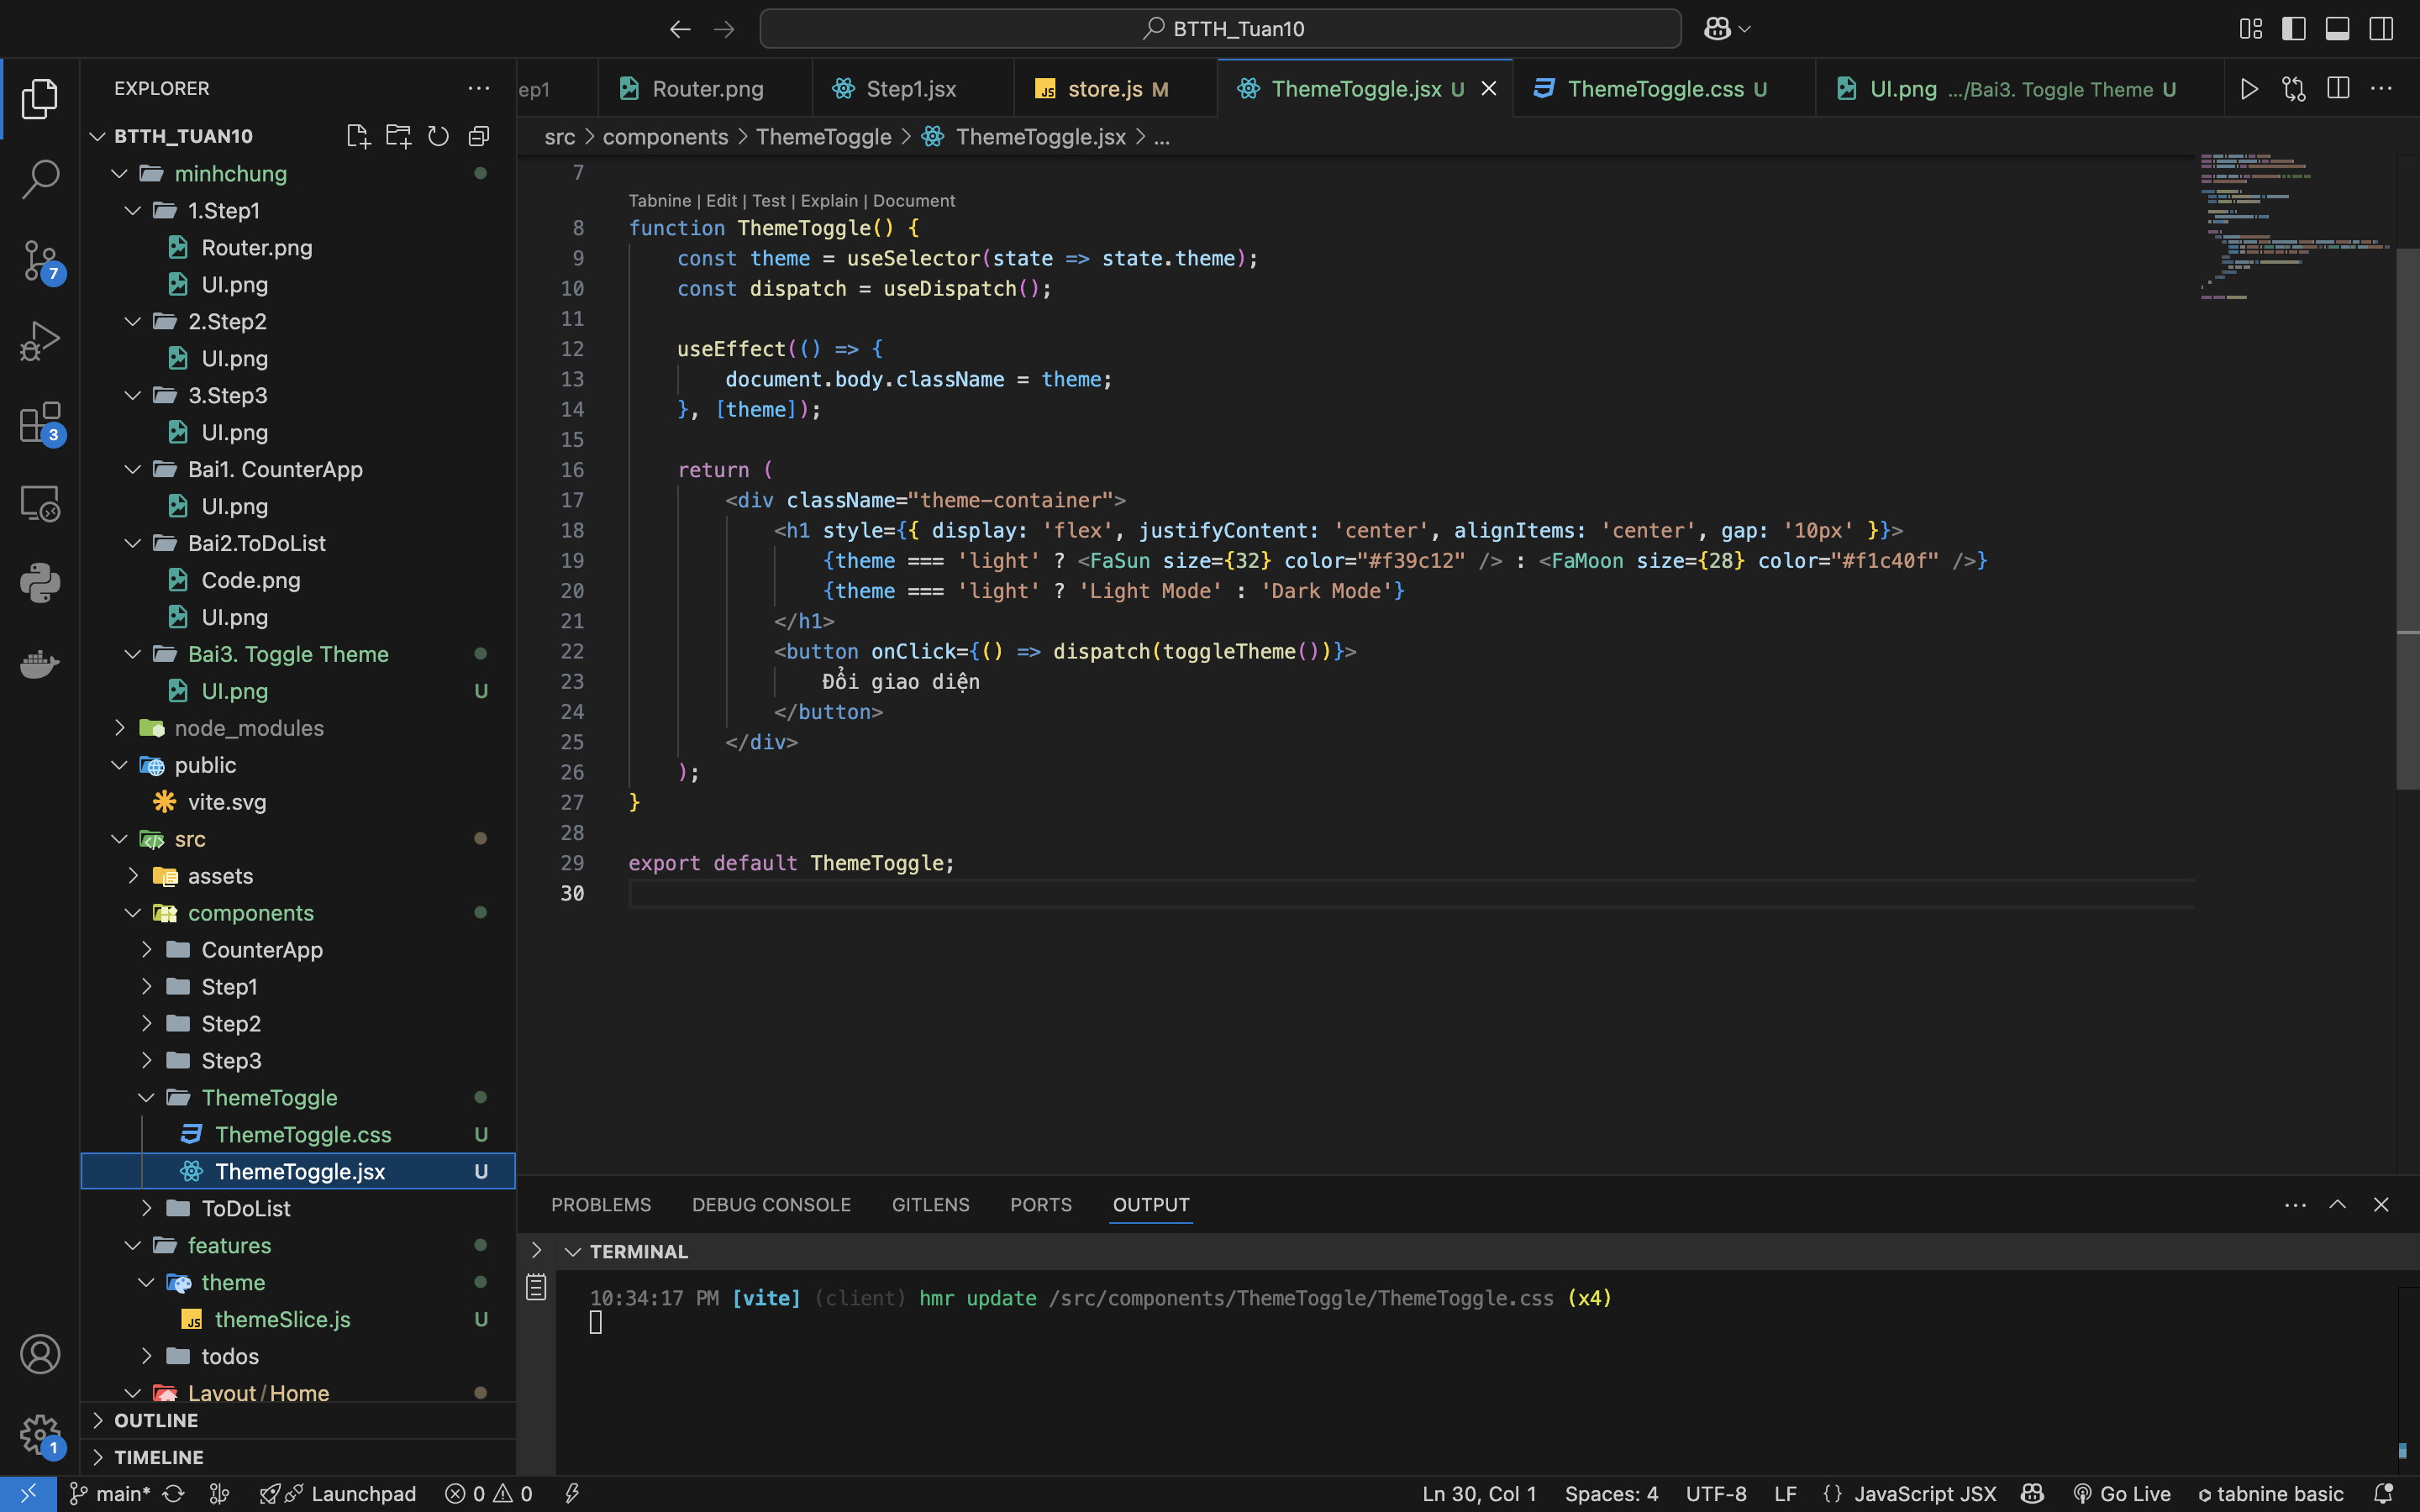 BTTH_Tuan10
EXPLORER
BTTH_TUAN10
minhchung
1.Step1
Router.png
UI.png
2.Step2
UI.png
3.Step3
UI.png
Bai1. CounterApp
UI.png
Bai2.ToDoList
Code.png
UI.png
Bai3. Toggle Theme
UI.png U
node_modules
public
vite.svg
src
assets
components
CounterApp
Step1
Step2
Step3
ThemeToggle
ThemeToggle.css U
ThemeToggle.jsx U
ToDoList
features
theme
themeSlice.js U
todos
Layout/Home
OUTLINE
TIMELINE
7
3
1
ep1 Router.png Step1.jsx JS store.js M ThemeToggle.jsx U ThemeToggle.css U UI.png .../Bai3. Toggle Theme U
src > components > ThemeToggle > ThemeToggle.jsx > ...
7
Tabnine | Edit | Test | Explain | Document
8 function ThemeToggle() {
9 const theme = useSelector(state => state.theme);
10 const dispatch = useDispatch();
11
12 useEffect(() => {
13 document.body.className = theme;
14 }, [theme]);
15
16 return (
17 <div className="theme-container">
18 <h1 style={{ display: 'flex', justifyContent: 'center', alignItems: 'center', gap: '10px' }}>
19 {theme === 'light' ? <FaSun size={32} color="#f39c12" /> : <FaMoon size={28} color="#f1c40f" />}
20 {theme === 'light' ? 'Light Mode' : 'Dark Mode'}
21 </h1>
22 <button onClick={() => dispatch(toggleTheme())}>
23 Đổi giao diện
24 </button>
25 </div>
26 );
27 }
28
29 export default ThemeToggle;
30
PROBLEMS DEBUG CONSOLE GITLENS PORTS OUTPUT
TERMINAL
10:34:17 PM [vite] (client) hmr update /src/components/ThemeToggle/ThemeToggle.css (x4)
main* Launchpad 0 0 Ln 30, Col 1 Spaces: 4 UTF-8 LF {} JavaScript JSX Go Live tabnine basic